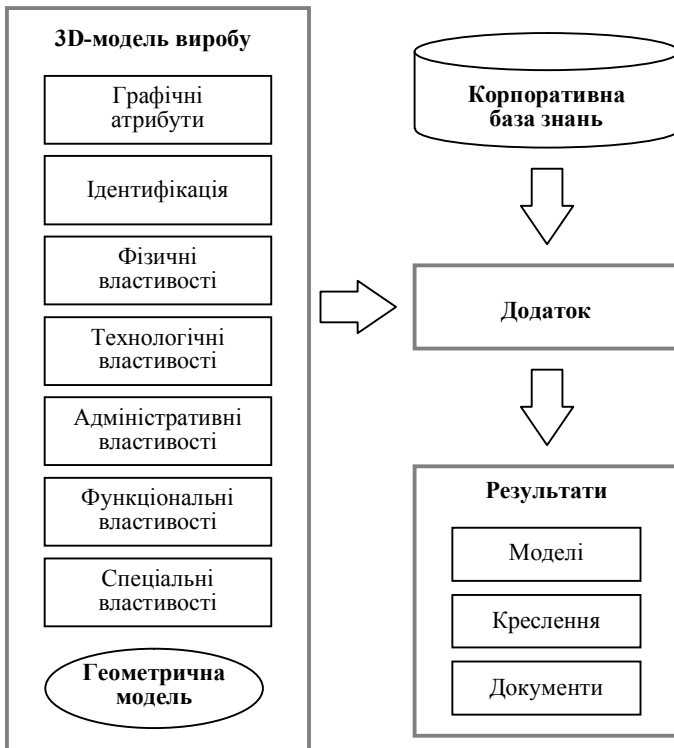 3D-модель виробу
Графічні
атрибути
Ідентифікація
Фізичні
властивості
Технологічні
властивості
Адміністративні
властивості
Функціональні
властивості
Спеціальні
властивості
Геометрична
модель
Корпоративна
база знань
Додаток
Результати
Моделі
Креслення
Документи